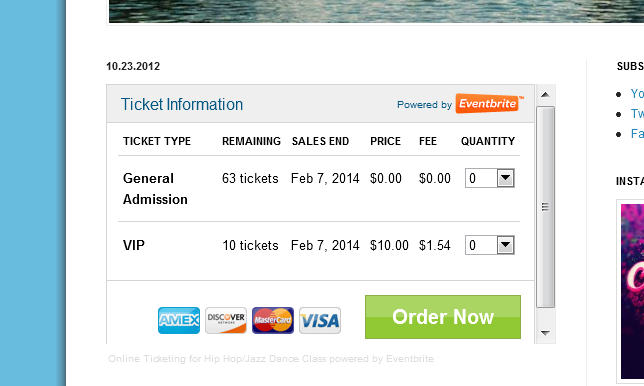 10.23.2012
SUBS
Ticket Information
Powered by Eventbrite™
Yo
Tw
Fa
TICKET TYPE REMAINING SALES END PRICE FEE QUANTITY
General Admission 63 tickets Feb 7, 2014 $0.00 $0.00 0
INSTA
VIP 10 tickets Feb 7, 2014 $10.00 $1.54 0
AMEX DISCOVER NETWORK MasterCard VISA
Order Now
Online Ticketing for Hip Hop/Jazz Dance Class powered by Eventbrite